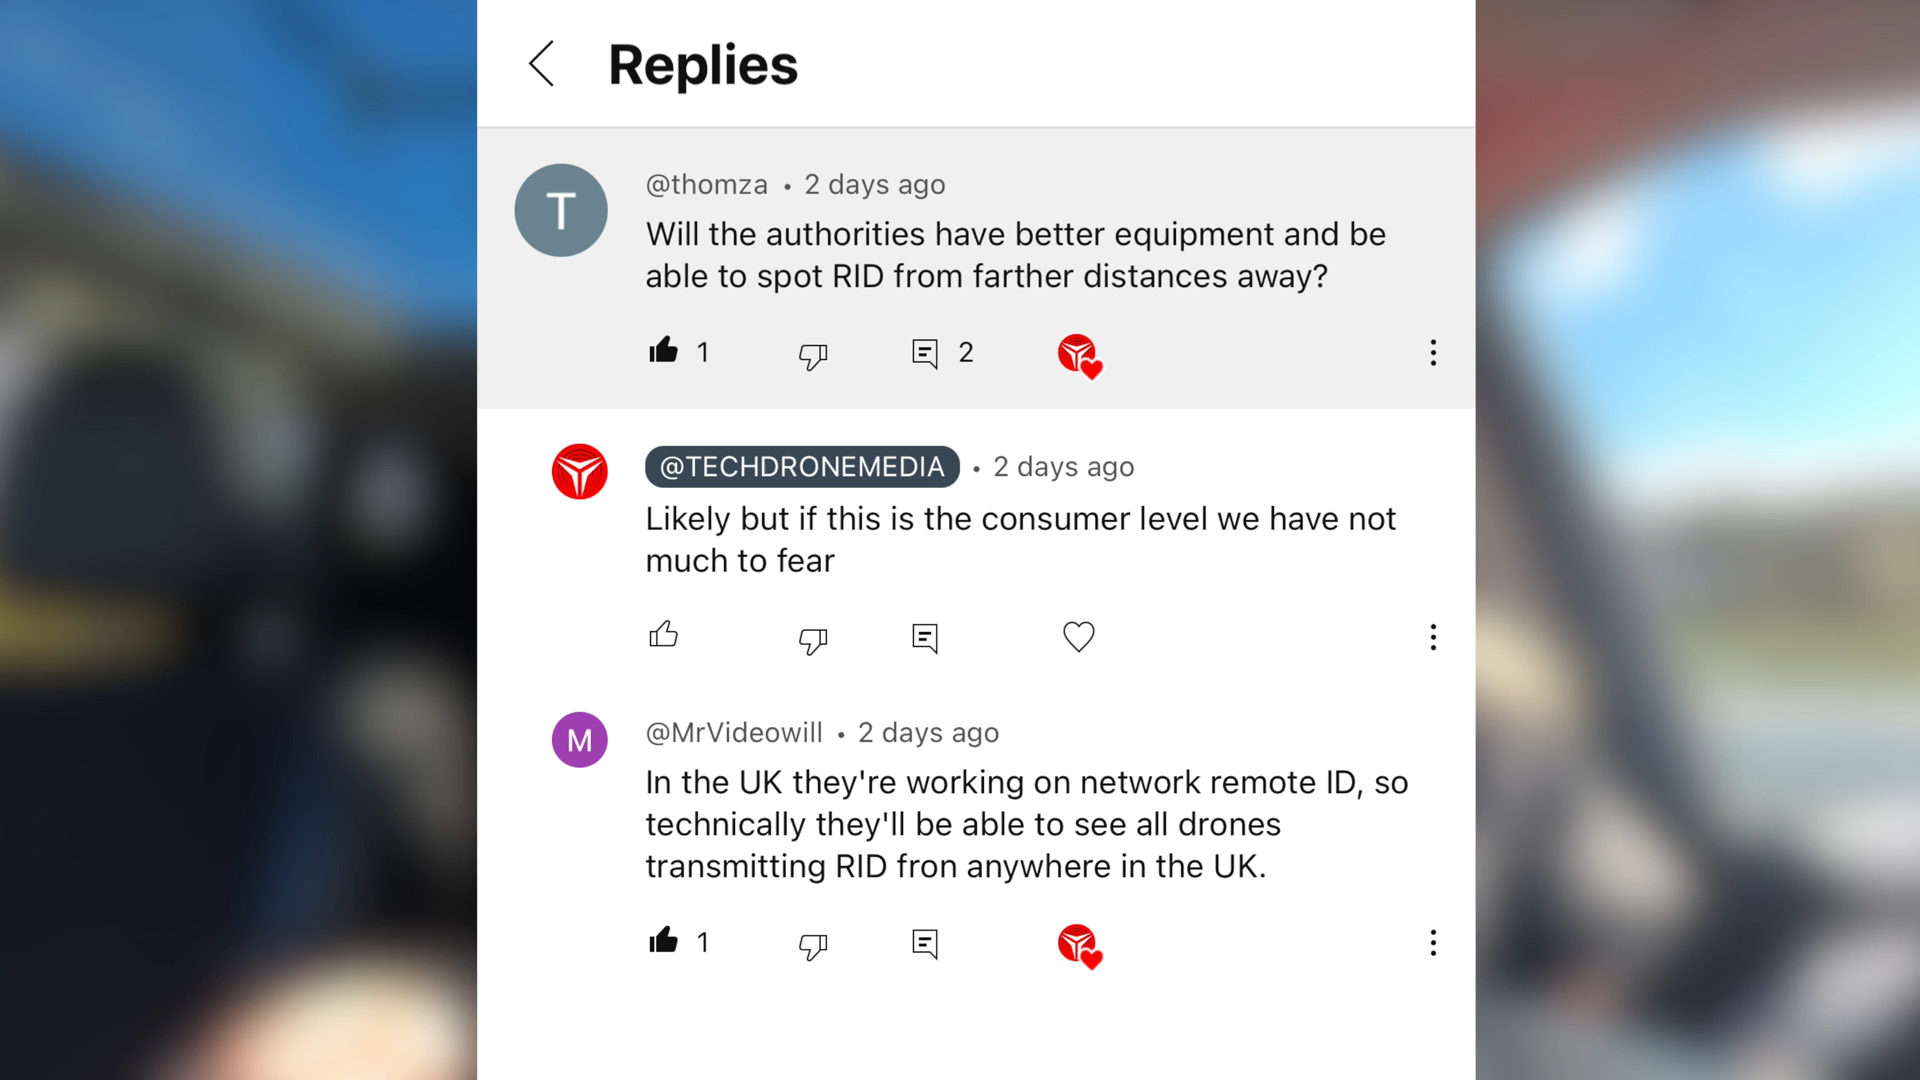 Replies
T
@thomza • 2 days ago
Will the authorities have better equipment and be
able to spot RID from farther distances away?
1
2
@TECHDRONEMEDIA • 2 days ago
Likely but if this is the consumer level we have not
much to fear
M
@MrVideowill • 2 days ago
In the UK they're working on network remote ID, so
technically they'll be able to see all drones
transmitting RID fron anywhere in the UK.
1